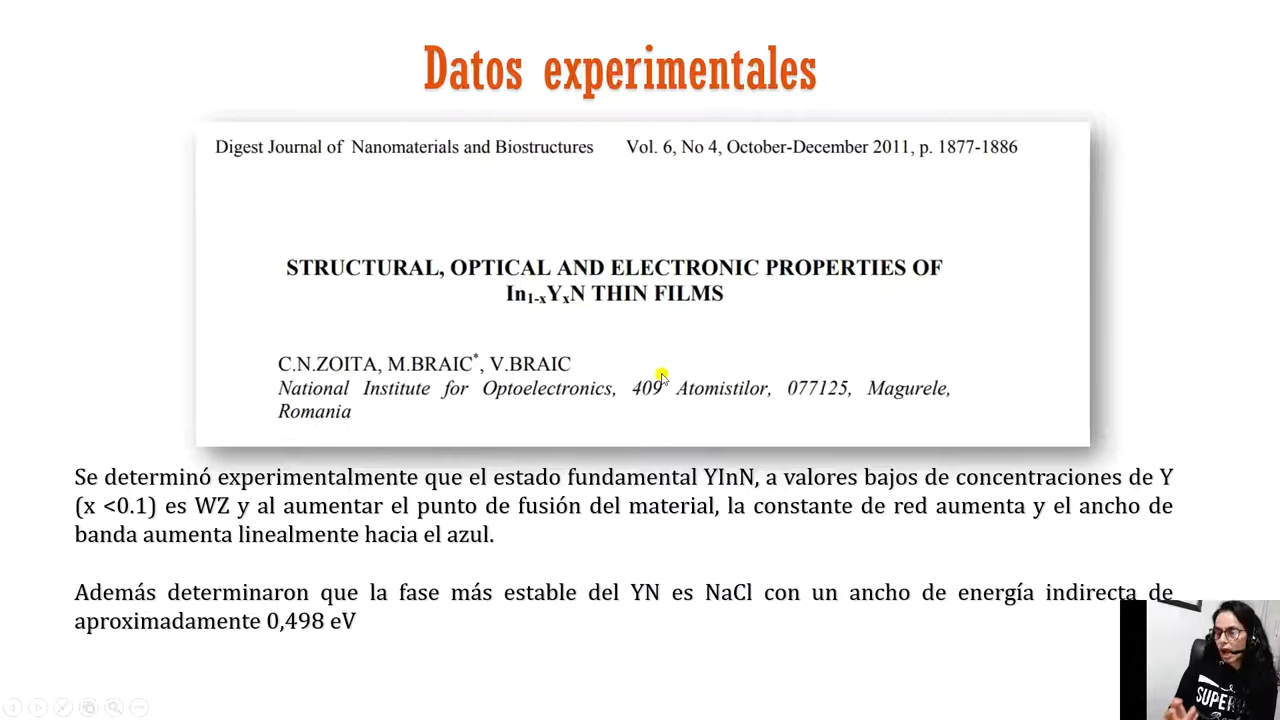 Datos experimentales
Digest Journal of Nanomaterials and Biostructures Vol. 6, No 4, October-December 2011, p. 1877-1886
STRUCTURAL, OPTICAL AND ELECTRONIC PROPERTIES OF
In1-xYxN THIN FILMS
C.N.ZOITA, M.BRAIC*, V.BRAIC
National Institute for Optoelectronics, 409 Atomistilor, 077125, Magurele,
Romania
Se determinó experimentalmente que el estado fundamental YInN, a valores bajos de concentraciones de Y
(x <0.1) es WZ y al aumentar el punto de fusión del material, la constante de red aumenta y el ancho de
banda aumenta linealmente hacia el azul.
Además determinaron que la fase más estable del YN es NaCl con un ancho de energía indirecta de
aproximadamente 0,498 eV
SUPER